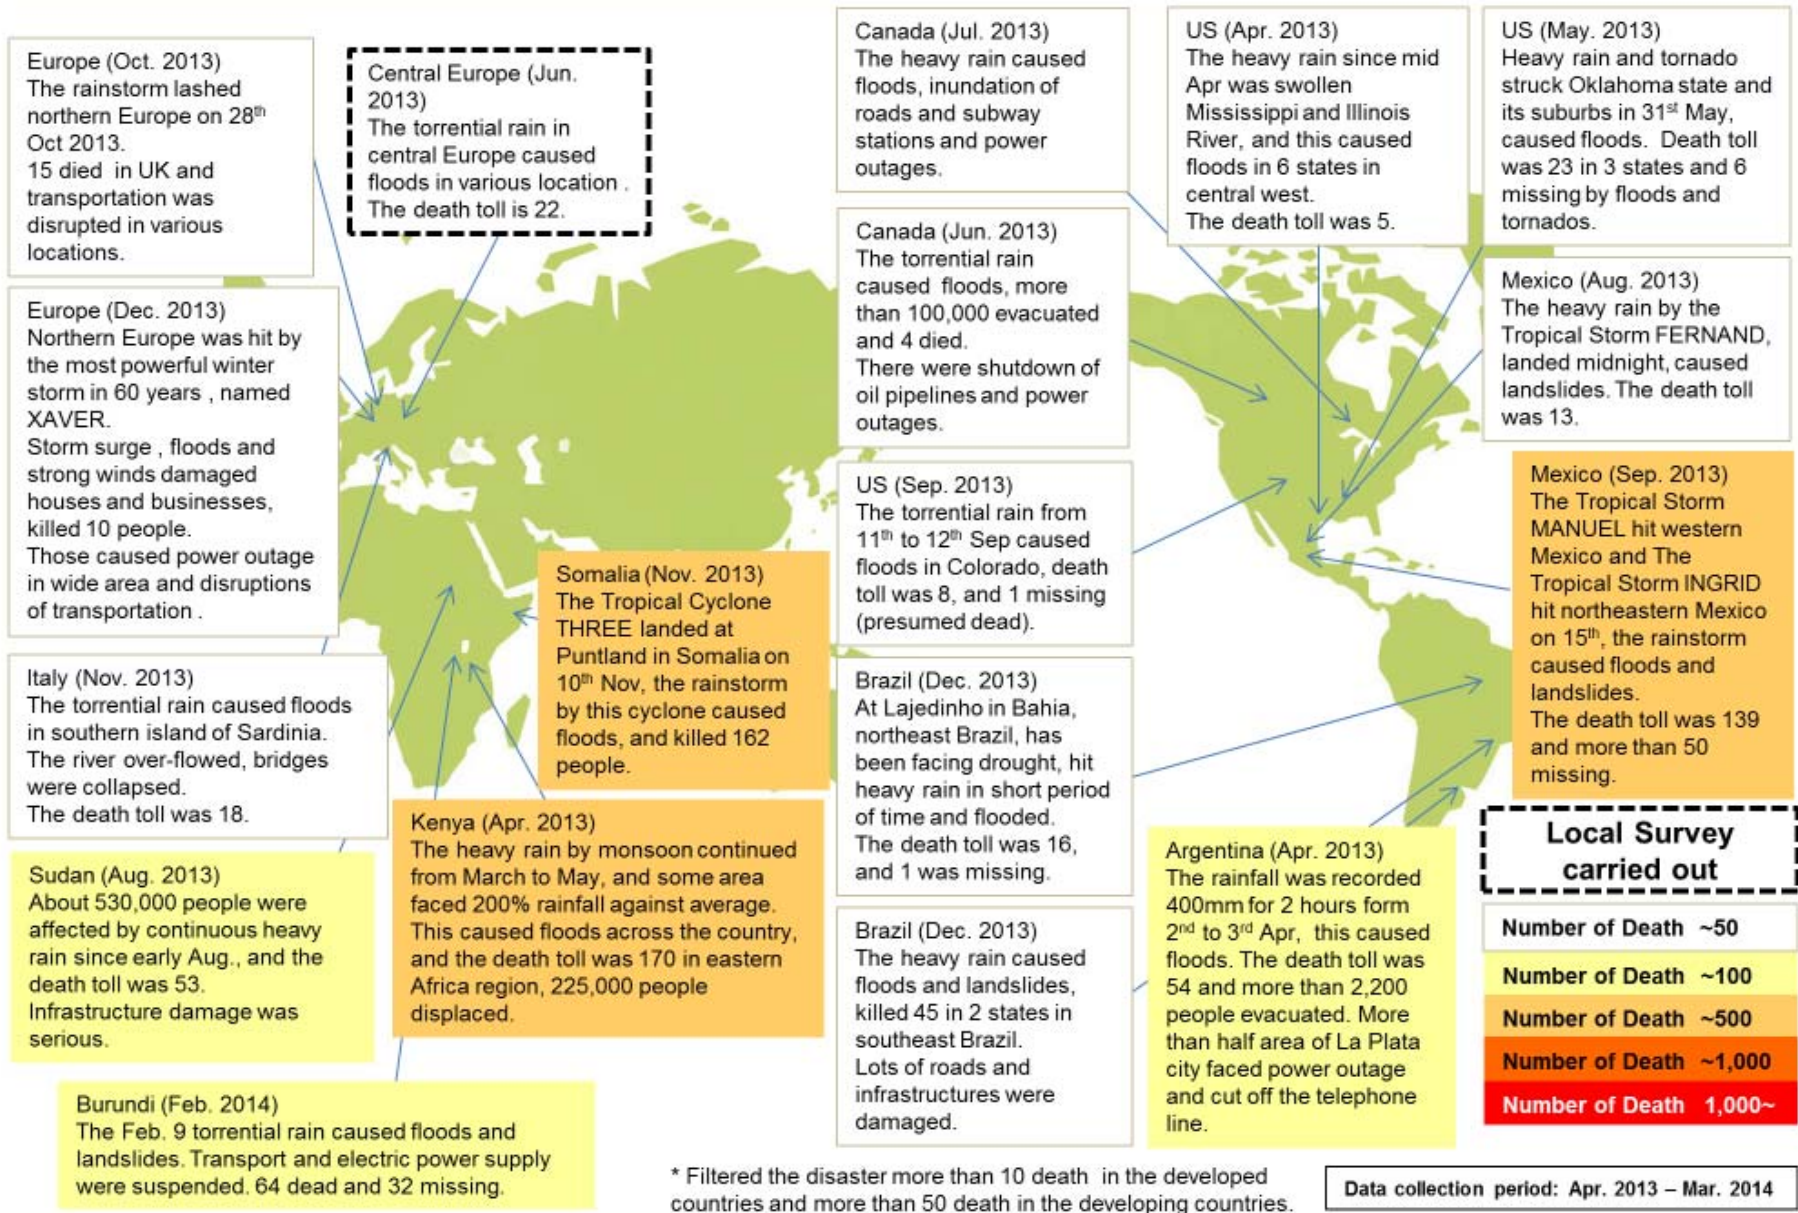 Europe (Oct. 2013)
The rainstorm lashed
northern Europe on 28th
Oct 2013.
15 died in UK and
transportation was
disrupted in various
locations.
Central Europe (Jun.
2013)
The torrential rain in
central Europe caused
floods in various location .
The death toll is 22.
Canada (Jul. 2013)
The heavy rain caused
floods, inundation of
roads and subway
stations and power
outages.
US (Apr. 2013)
The heavy rain since mid
Apr was swollen
Mississippi and Illinois
River, and this caused
floods in 6 states in
central west.
The death toll was 5.
US (May. 2013)
Heavy rain and tornado
struck Oklahoma state and
its suburbs in 31st May,
caused floods. Death toll
was 23 in 3 states and 6
missing by floods and
tornados.
Europe (Dec. 2013)
Northern Europe was hit by
the most powerful winter
storm in 60 years , named
XAVER.
Storm surge , floods and
strong winds damaged
houses and businesses,
killed 10 people.
Those caused power outage
in wide area and disruptions
of transportation .
Canada (Jun. 2013)
The torrential rain
caused floods, more
than 100,000 evacuated
and 4 died.
There were shutdown of
oil pipelines and power
outages.
Mexico (Aug. 2013)
The heavy rain by the
Tropical Storm FERNAND,
landed midnight, caused
landslides. The death toll
was 13.
US (Sep. 2013)
The torrential rain from
11th to 12th Sep caused
floods in Colorado, death
toll was 8, and 1 missing
(presumed dead).
Mexico (Sep. 2013)
The Tropical Storm
MANUEL hit western
Mexico and The
Tropical Storm INGRID
hit northeastern Mexico
on 15th, the rainstorm
caused floods and
landslides.
The death toll was 139
and more than 50
missing.
Somalia (Nov. 2013)
The Tropical Cyclone
THREE landed at
Puntland in Somalia on
10th Nov, the rainstorm
by this cyclone caused
floods, and killed 162
people.
Italy (Nov. 2013)
The torrential rain caused floods
in southern island of Sardinia.
The river over-flowed, bridges
were collapsed.
The death toll was 18.
Brazil (Dec. 2013)
At Lajedinho in Bahia,
northeast Brazil, has
been facing drought, hit
heavy rain in short period
of time and flooded.
The death toll was 16,
and 1 was missing.
Kenya (Apr. 2013)
The heavy rain by monsoon continued
from March to May, and some area
faced 200% rainfall against average.
This caused floods across the country,
and the death toll was 170 in eastern
Africa region, 225,000 people
displaced.
Sudan (Aug. 2013)
About 530,000 people were
affected by continuous heavy
rain since early Aug., and the
death toll was 53.
Infrastructure damage was
serious.
Brazil (Dec. 2013)
The heavy rain caused
floods and landslides,
killed 45 in 2 states in
southeast Brazil.
Lots of roads and
infrastructures were
damaged.
Argentina (Apr. 2013)
The rainfall was recorded
400mm for 2 hours form
2nd to 3rd Apr, this caused
floods. The death toll was
54 and more than 2,200
people evacuated. More
than half area of La Plata
city faced power outage
and cut off the telephone
line.
Local Survey
carried out
Number of Death ~50
Number of Death ~100
Number of Death ~500
Number of Death ~1,000
Number of Death 1,000~
Burundi (Feb. 2014)
The Feb. 9 torrential rain caused floods and
landslides. Transport and electric power supply
were suspended. 64 dead and 32 missing.
* Filtered the disaster more than 10 death in the developed
countries and more than 50 death in the developing countries.
Data collection period: Apr. 2013 – Mar. 2014